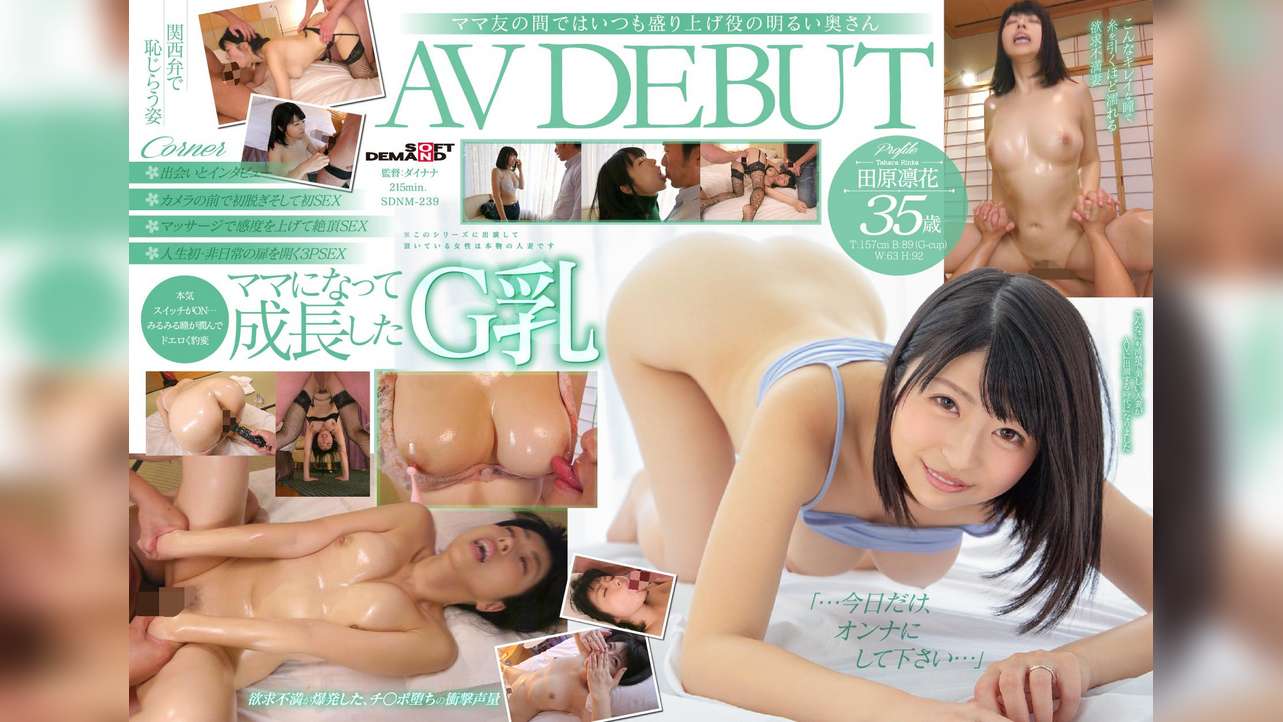 ママ友の間ではいつも盛り上げ役の明るい奥さん
AV DEBUT
関西弁で
恥じらう姿
Corner
出会いとインタビュー
カメラの前で初脱ぎそして初SEX
マッサージで感度を上げて絶頂SEX
人生初・非日常の扉を開く3PSEX
SOFT
ON
DEMAND
監督:ダイナナ
215min.
SDNM-239
※このシリーズに出演して
頂いている女性は本物の人妻です
Profile
Tahara Rinka
田原凛花
35歳
T:157cm B:89(G-cup)
W:63 H:92
こんなキレイな瞳で
糸を引くほど濡れる
欲求不満妻
本気
スイッチがON…
みるみる瞳が潤んで
ドエロく豹変
ママになって
成長した
G乳
「…今日だけ、
オンナに
して下さい…」
欲求不満が爆発した、チ〇ポ堕ちの衝撃声量